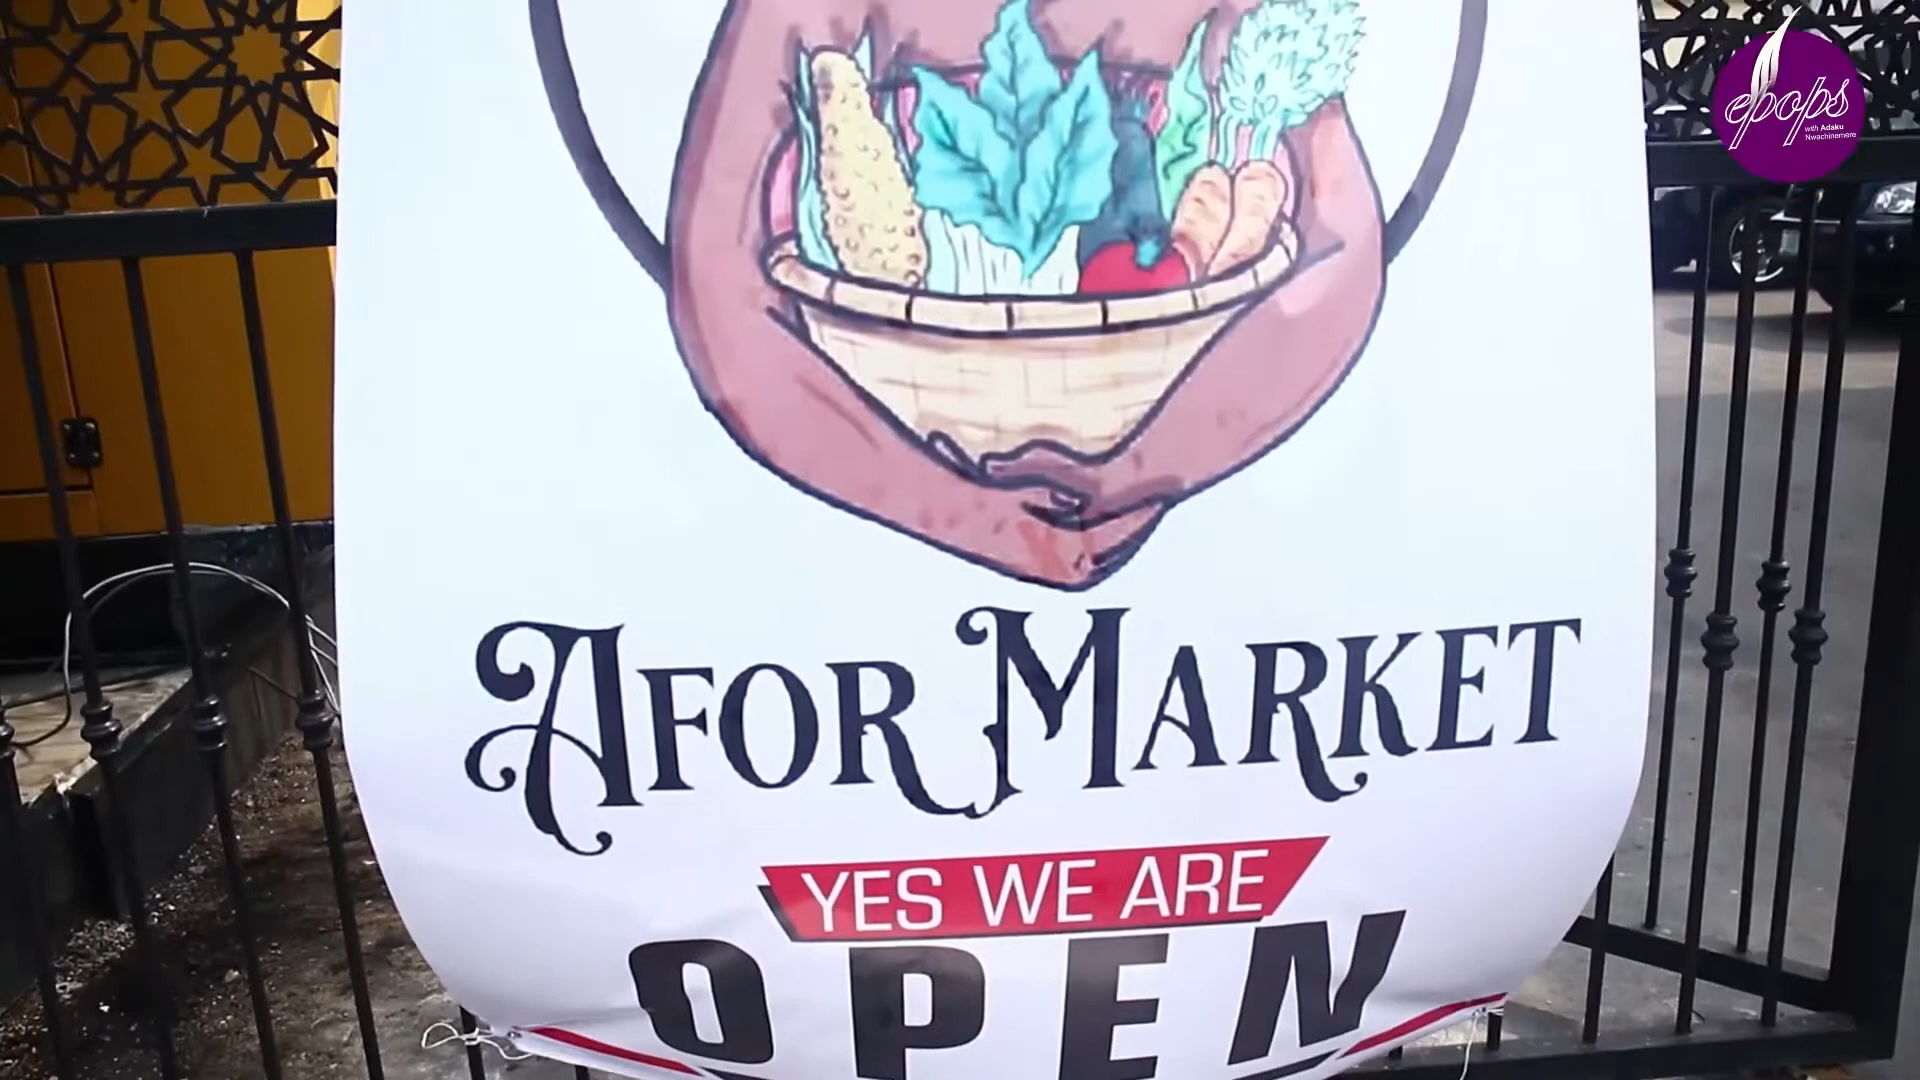 epops
with Adaku
Nwachinemere
AFOR MARKET
YES WE ARE
OPEN